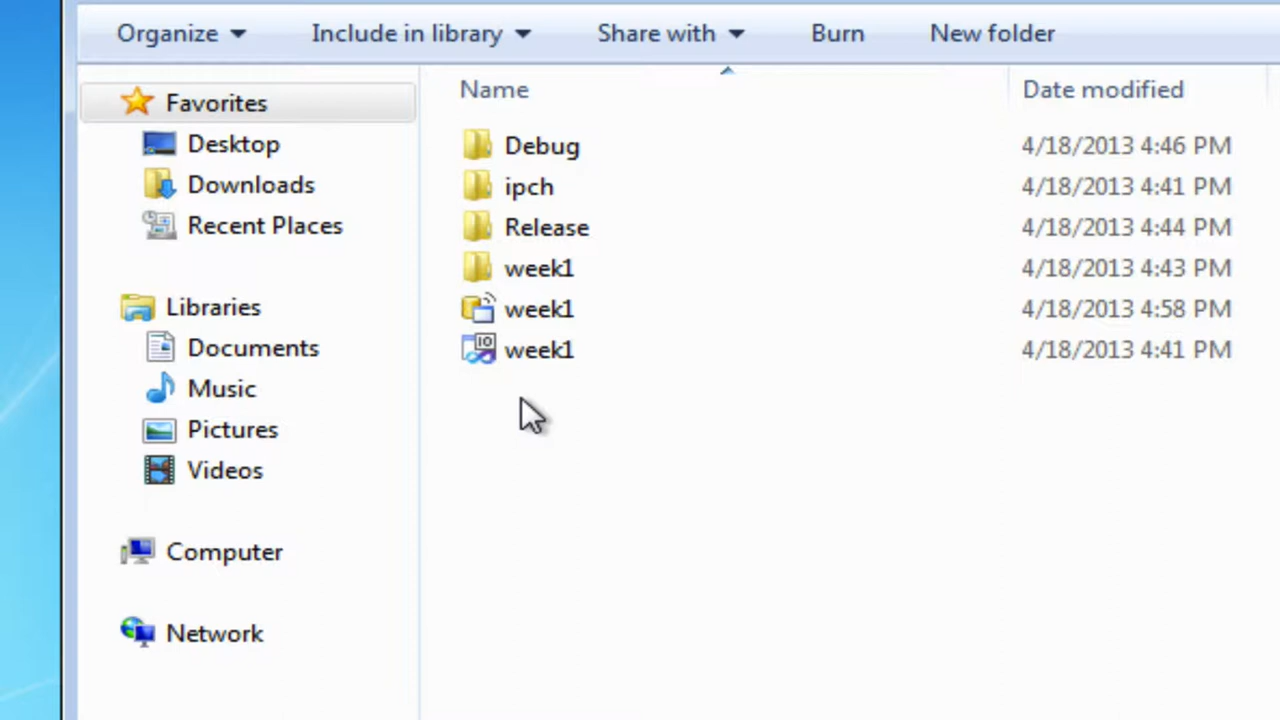 Organize Include in library Share with Burn New folder
Name Date modified
Favorites
Desktop
Downloads
Recent Places
Libraries
Documents
Music
Pictures
Videos
Computer
Network
Debug 4/18/2013 4:46 PM
ipch 4/18/2013 4:41 PM
Release 4/18/2013 4:44 PM
week1 4/18/2013 4:43 PM
week1 4/18/2013 4:58 PM
10 week1 4/18/2013 4:41 PM